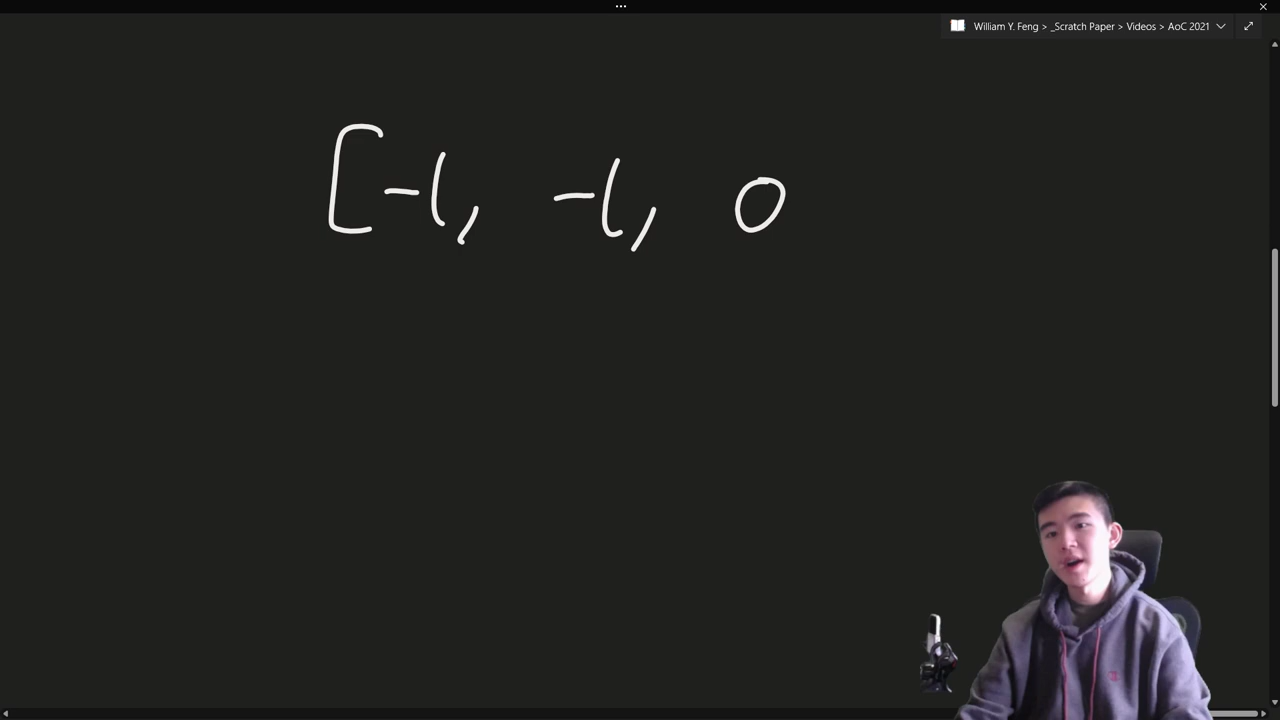 William Y. Feng > _Scratch Paper > Videos > AoC 2021
[-1, -1, 0